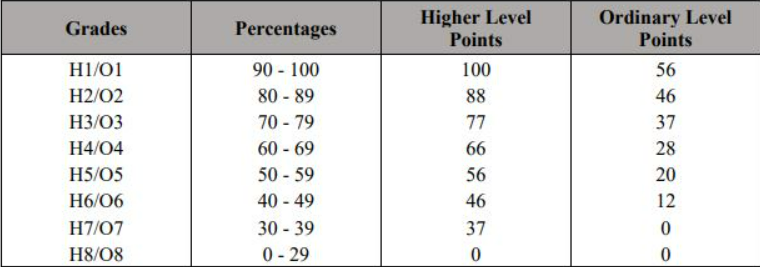 Grades Percentages Higher Level Points Ordinary Level Points
H1/O1 90 - 100 100 56
H2/O2 80 - 89 88 46
H3/O3 70 - 79 77 37
H4/O4 60 - 69 66 28
H5/O5 50 - 59 56 20
H6/O6 40 - 49 46 12
H7/O7 30 - 39 37 0
H8/O8 0 - 29 0 0